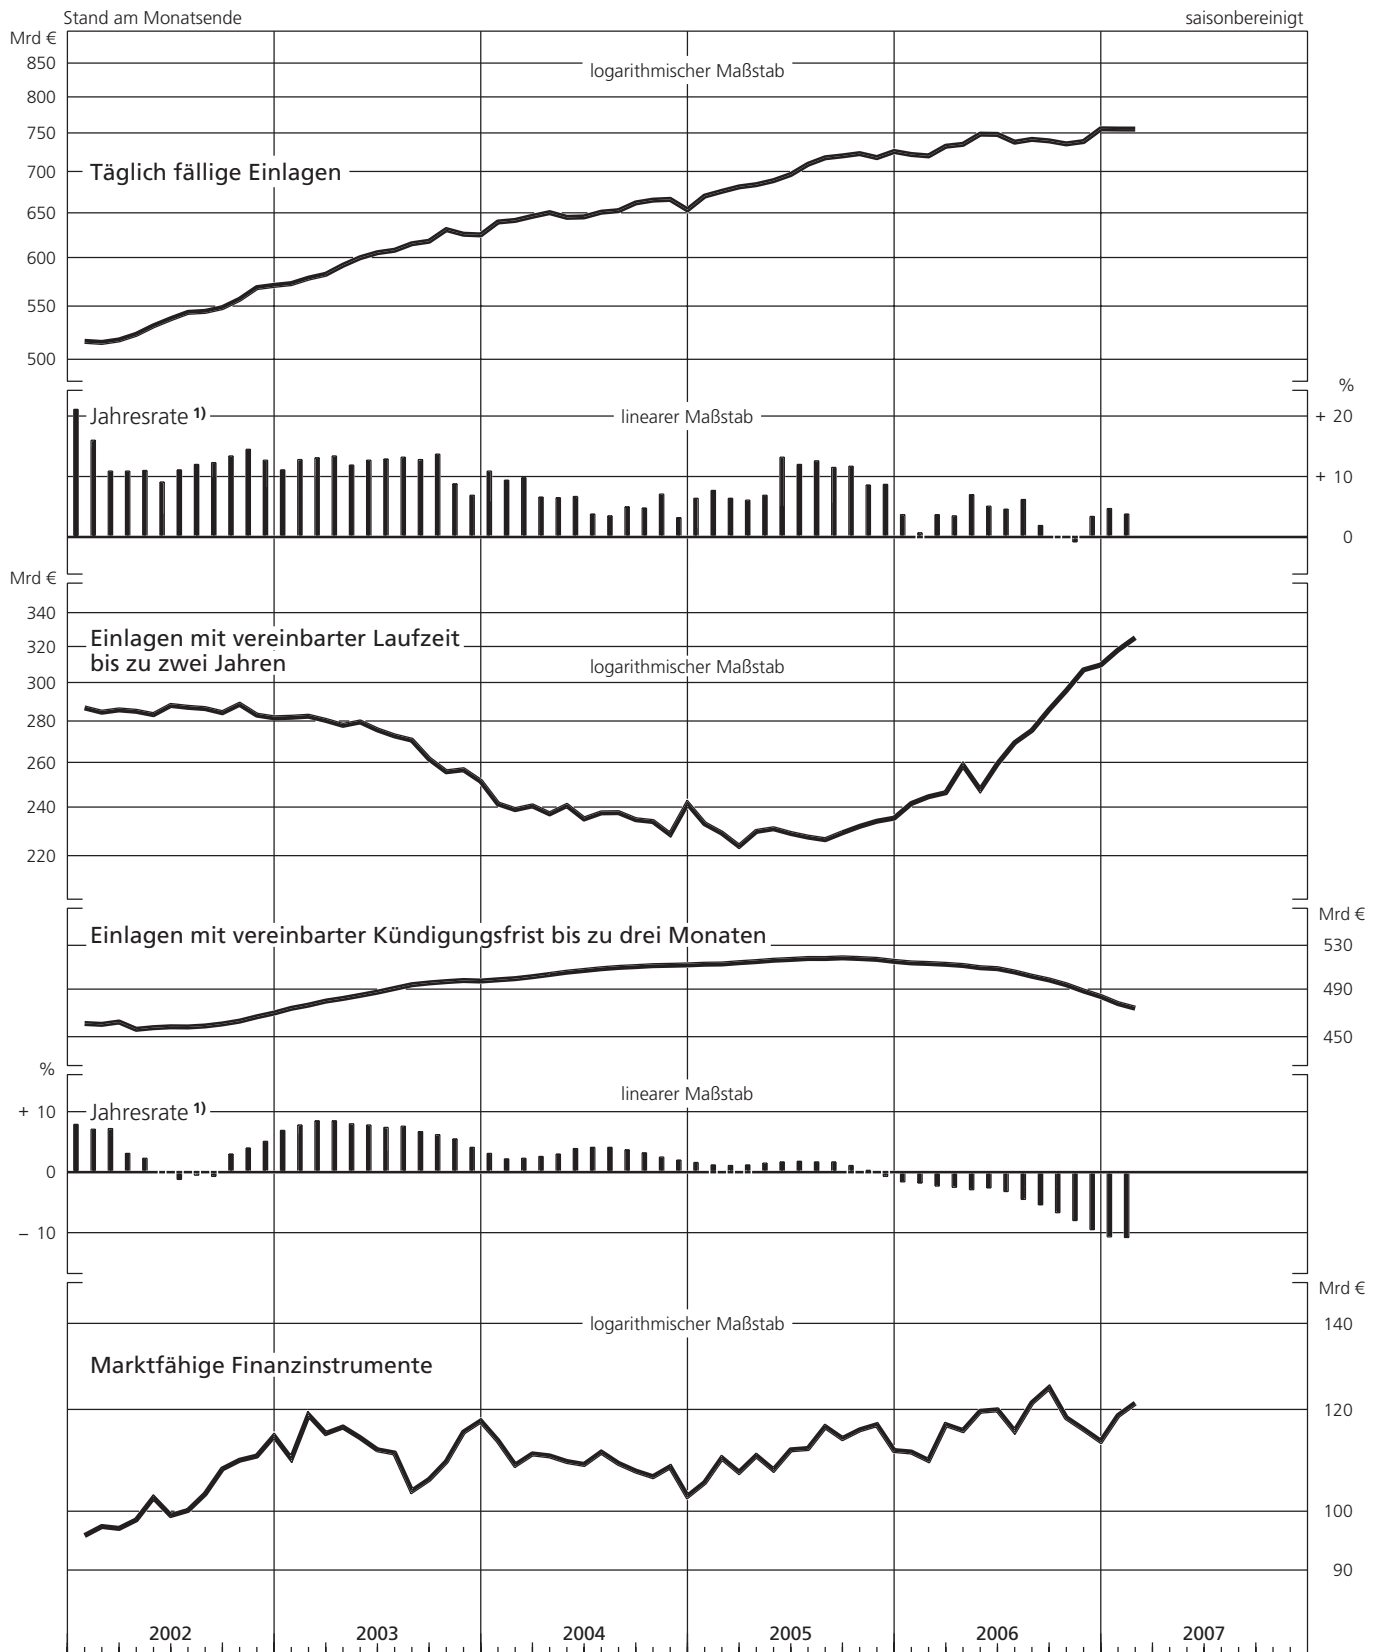 Stand am Monatsende saisonbereinigt
Mrd €
850
logarithmischer Maßstab
800
750
Täglich fällige Einlagen
700
650
600
550
500
%
Jahresrate 1) linearer Maßstab + 20
+ 10
0
Mrd €
340
Einlagen mit vereinbarter Laufzeit
320
bis zu zwei Jahren
logarithmischer Maßstab
300
280
260
240
220
Mrd €
Einlagen mit vereinbarter Kündigungsfrist bis zu drei Monaten
530
490
450
%
linearer Maßstab
+ 10 Jahresrate 1)
0
– 10
Mrd €
logarithmischer Maßstab 140
Marktfähige Finanzinstrumente
120
100
90
2002 2003 2004 2005 2006 2007